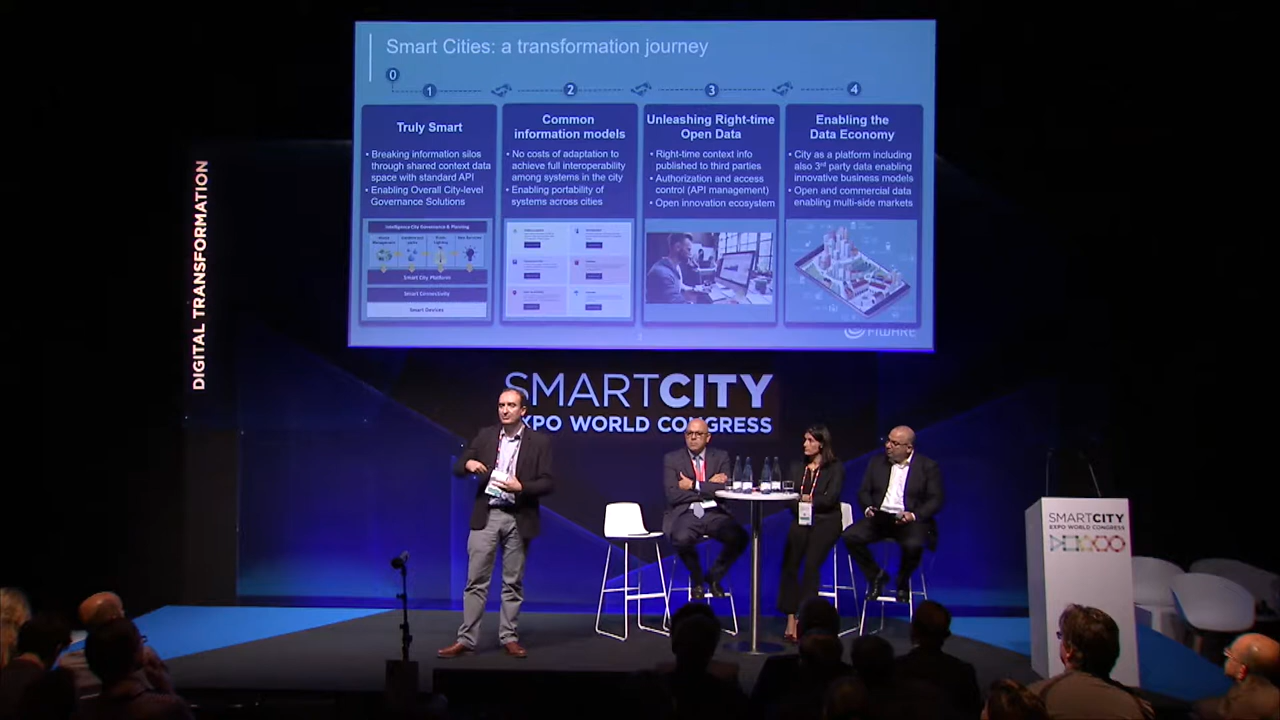 Smart Cities: a transformation journey
0
1
2
3
4
Truly Smart
• Breaking information silos
through shared context data
space with standard API
• Enabling Overall City-level
Governance Solutions
Intelligence City Governance & Planning
Smart City Platform
Smart Connectivity
Smart Devices
Common
information models
• No costs of adaptation to
achieve full interoperability
among systems in the city
• Enabling portability of
systems across cities
Unleashing Right-time
Open Data
• Right-time context info
published to third parties
• Authorization and access
control (API management)
• Open innovation ecosystem
Enabling the
Data Economy
• City as a platform including
also 3rd party data enabling
innovative business models
• Open and commercial data
enabling multi-side markets
FIWARE
DIGITAL TRANSFORMATION
SMARTCITY
EXPO WORLD CONGRESS
SMARTCITY
EXPO WORLD CONGRESS